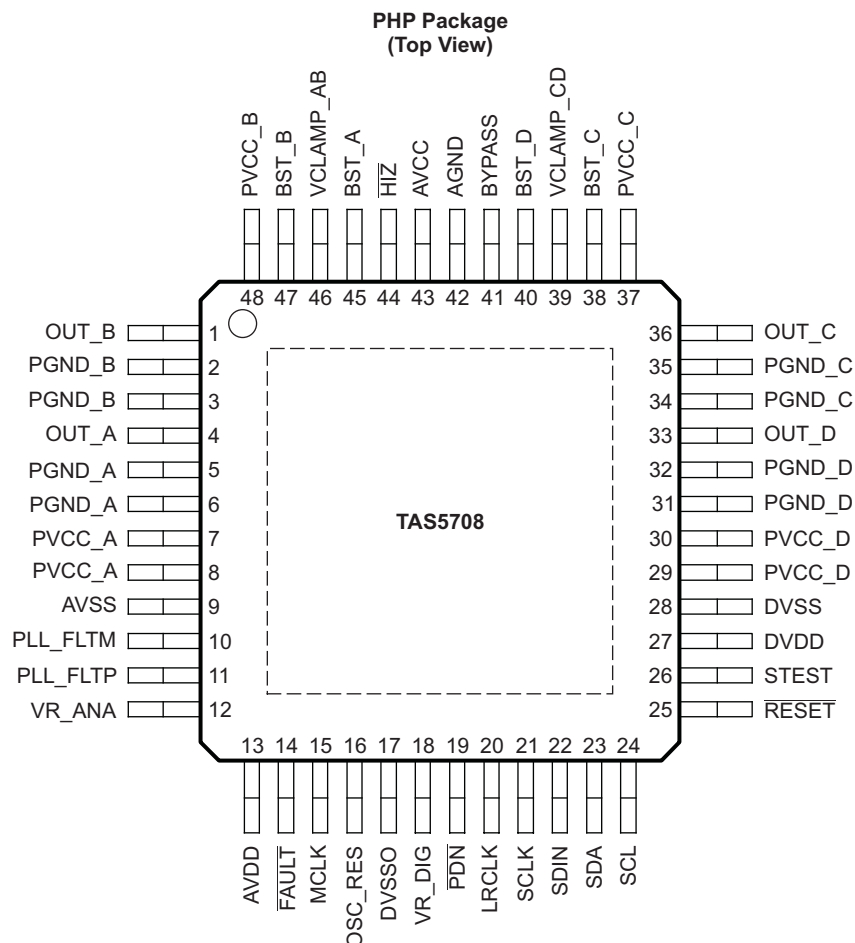 PHP Package
(Top View)
PVCC_B
BST_B
VCLAMP_AB
BST_A
HIZ
AVCC
AGND
BYPASS
BST_D
VCLAMP_CD
BST_C
PVCC_C
48 47 46 45 44 43 42 41 40 39 38 37
OUT_B 1
PGND_B 2
PGND_B 3
OUT_A 4
PGND_A 5
PGND_A 6
PVCC_A 7
PVCC_A 8
AVSS 9
PLL_FLTM 10
PLL_FLTP 11
VR_ANA 12
TAS5708
36 OUT_C
35 PGND_C
34 PGND_C
33 OUT_D
32 PGND_D
31 PGND_D
30 PVCC_D
29 PVCC_D
28 DVSS
27 DVDD
26 STEST
25 RESET
13 14 15 16 17 18 19 20 21 22 23 24
AVDD
FAULT
MCLK
OSC_RES
DVSSO
VR_DIG
PDN
LRCLK
SCLK
SDIN
SDA
SCL